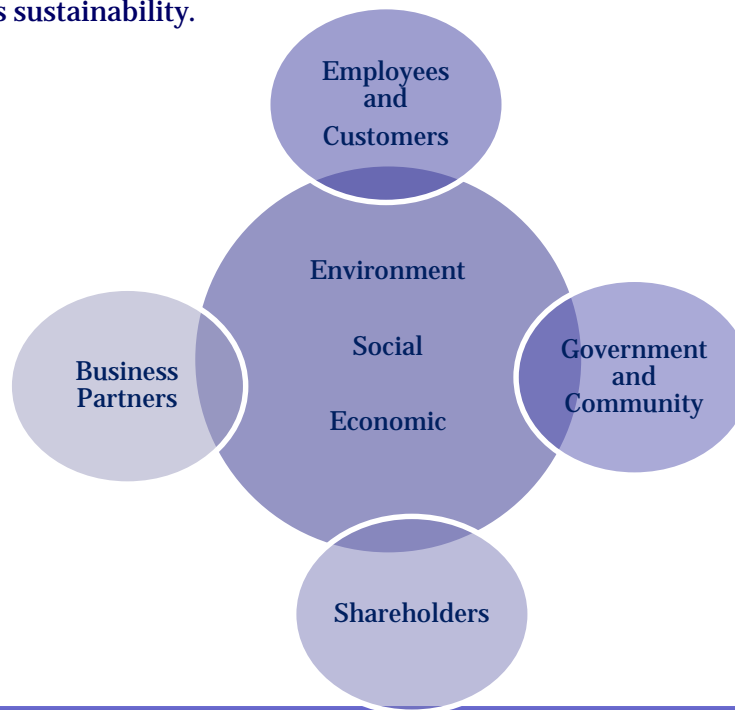 s sustainability.
Employees
and
Customers
Environment
Social
Economic
Business
Partners
Government
and
Community
Shareholders